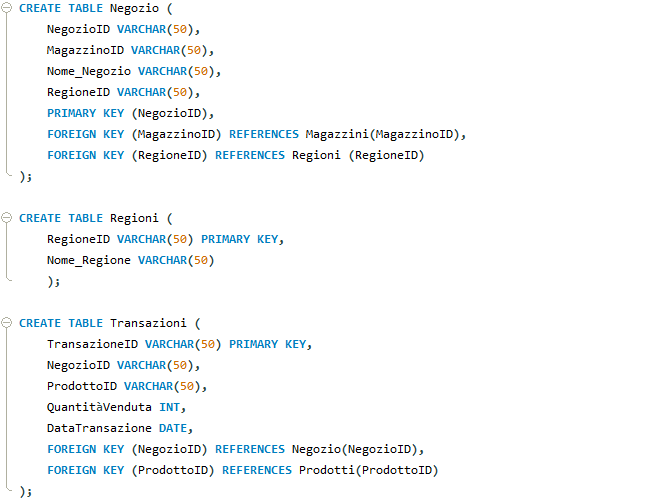 CREATE TABLE Negozio (
NegozioID VARCHAR(50),
MagazzinoID VARCHAR(50),
Nome_Negozio VARCHAR(50),
RegioneID VARCHAR(50),
PRIMARY KEY (NegozioID),
FOREIGN KEY (MagazzinoID) REFERENCES Magazzini(MagazzinoID),
FOREIGN KEY (RegioneID) REFERENCES Regioni (RegioneID)
);
CREATE TABLE Regioni (
RegioneID VARCHAR(50) PRIMARY KEY,
Nome_Regione VARCHAR(50)
);
CREATE TABLE Transazioni (
TransazioneID VARCHAR(50) PRIMARY KEY,
NegozioID VARCHAR(50),
ProdottoID VARCHAR(50),
QuantitàVenduta INT,
DataTransazione DATE,
FOREIGN KEY (NegozioID) REFERENCES Negozio(NegozioID),
FOREIGN KEY (ProdottoID) REFERENCES Prodotti(ProdottoID)
);